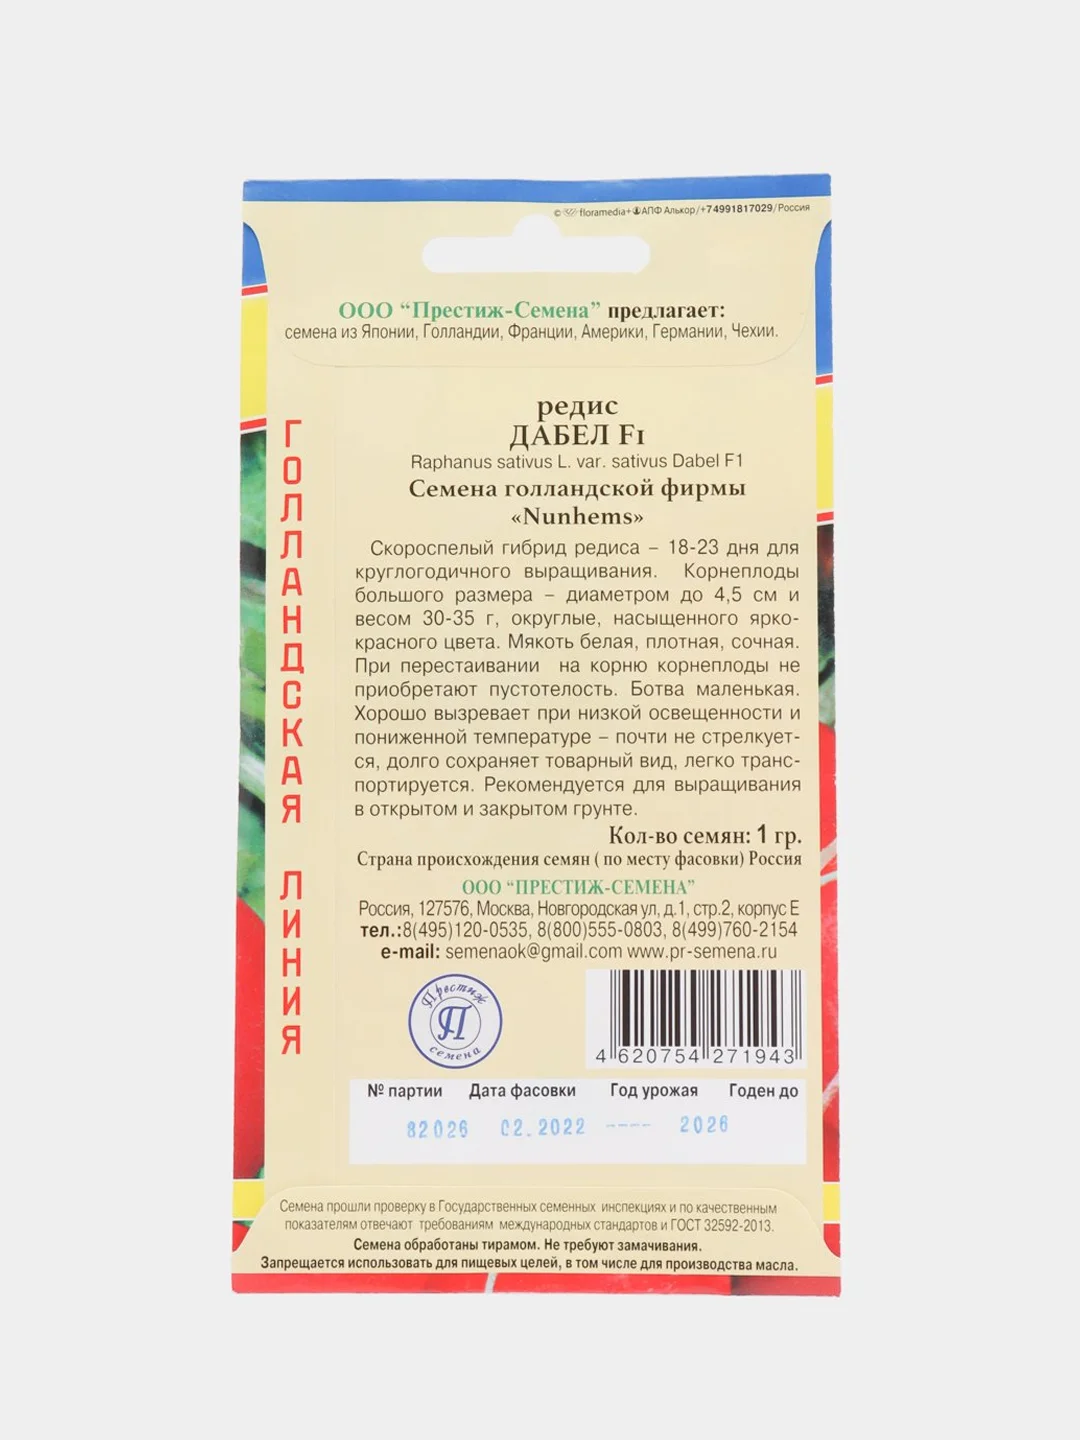 © floramedia+ АПФ Алькор/+74991817029/Россия
ООО “Престиж-Семена” предлагает:
семена из Японии, Голландии, Франции, Америки, Германии, Чехии.
ГОЛЛАНДСКАЯ ЛИНИЯ
редис
ДАБЕЛ F1
Raphanus sativus L. var. sativus Dabel F1
Семена голландской фирмы
«Nunhems»
Скороспелый гибрид редиса – 18-23 дня для
круглогодичного выращивания. Корнеплоды
большого размера – диаметром до 4,5 см и
весом 30-35 г, округлые, насыщенного ярко-
красного цвета. Мякоть белая, плотная, сочная.
При перестаивании на корню корнеплоды не
приобретают пустотелость. Ботва маленькая.
Хорошо вызревает при низкой освещенности и
пониженной температуре – почти не стрелкует-
ся, долго сохраняет товарный вид, легко транс-
портируется. Рекомендуется для выращивания
в открытом и закрытом грунте.
Кол-во семян: 1 гр.
Страна происхождения семян ( по месту фасовки) Россия
ООО “ПРЕСТИЖ-СЕМЕНА”
Россия, 127576, Москва, Новгородская ул, д.1, стр.2, корпус Е
тел.:8(495)120-0535, 8(800)555-0803, 8(499)760-2154
e-mail: semenaok@gmail.com www.pr-semena.ru
Престиж
П
семена
4 620754 271943
№ партии Дата фасовки Год урожая Годен до
82026 02.2022 ---- 2026
Семена прошли проверку в Государственных семенных инспекциях и по качественным
показателям отвечают требованиям международных стандартов и ГОСТ 32592-2013.
Семена обработаны тирамом. Не требуют замачивания.
Запрещается использовать для пищевых целей, в том числе для производства масла.